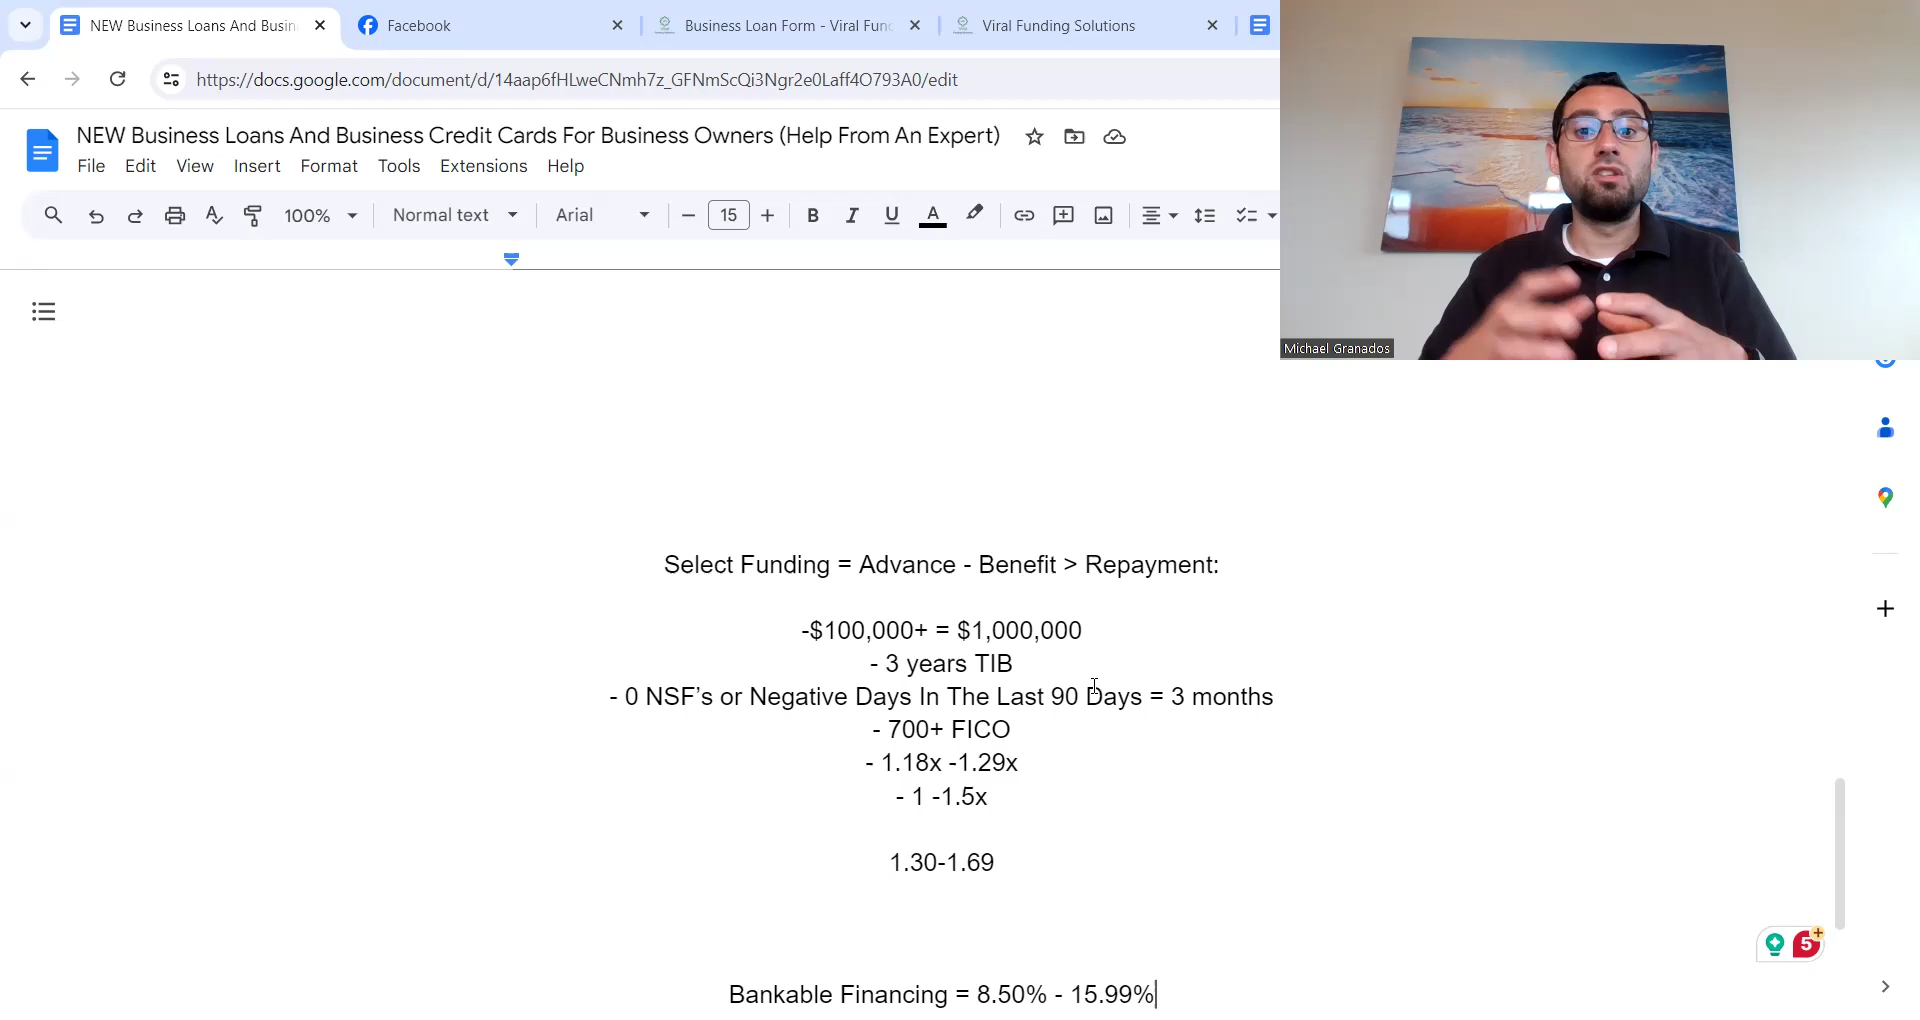 NEW Business Loans And Busin
Facebook
Business Loan Form - Viral Func
Viral Funding Solutions
https://docs.google.com/document/d/14aap6fHLweCNmh7z_GFNmScQi3Ngr2e0Laff4O793A0/edit
NEW Business Loans And Business Credit Cards For Business Owners (Help From An Expert)
File Edit View Insert Format Tools Extensions Help
100% Normal text Arial 15 B I U A
Michael Granados
Select Funding = Advance - Benefit > Repayment:
-$100,000+ = $1,000,000
- 3 years TIB
- 0 NSF’s or Negative Days In The Last 90 Days = 3 months
- 700+ FICO
- 1.18x -1.29x
- 1 -1.5x
1.30-1.69
5
Bankable Financing = 8.50% - 15.99%